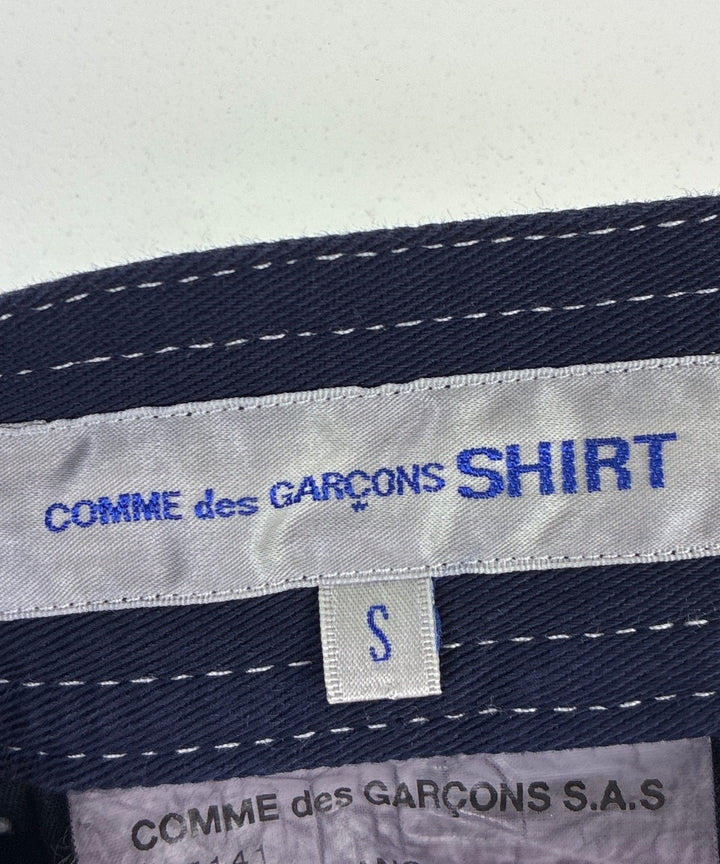 COMME des GARÇONS SHIRT
S
COMME des GARÇONS S.A.S